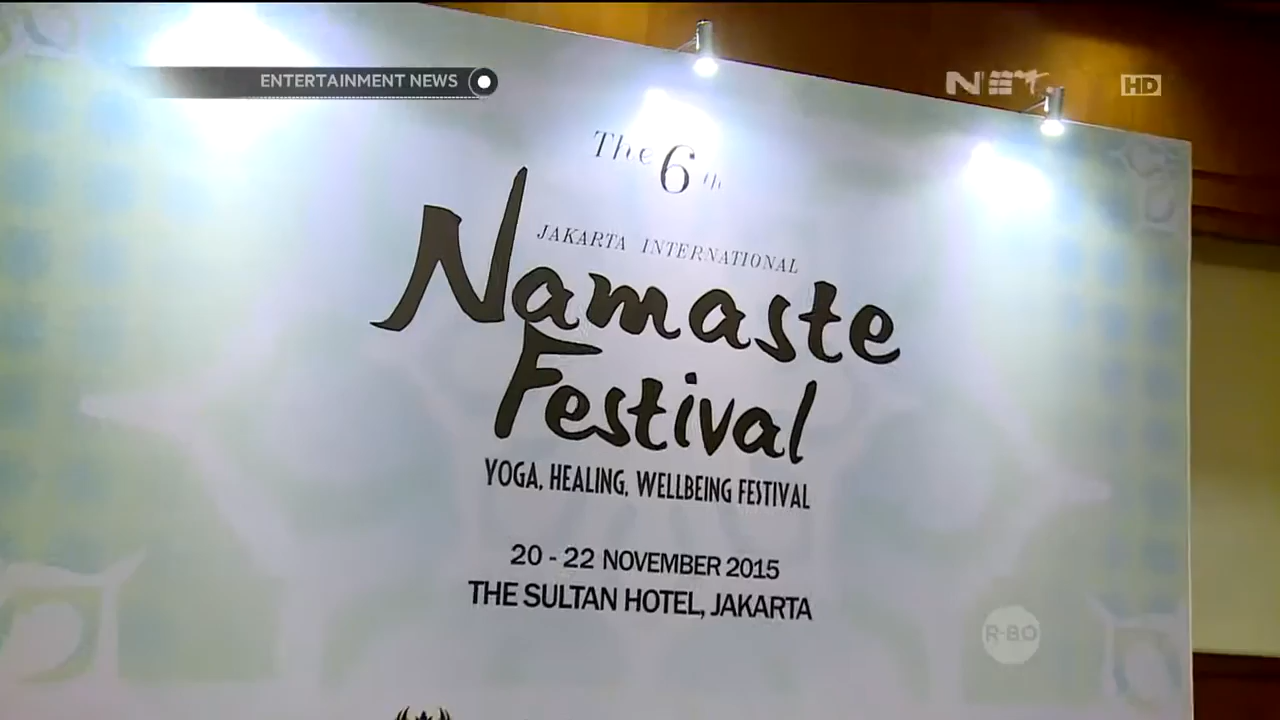 ENTERTAINMENT NEWS
NET.
HD
The 6th
JAKARTA INTERNATIONAL
Namaste
Festival
YOGA, HEALING, WELLBEING FESTIVAL
20 - 22 NOVEMBER 2015
THE SULTAN HOTEL, JAKARTA
R-BO